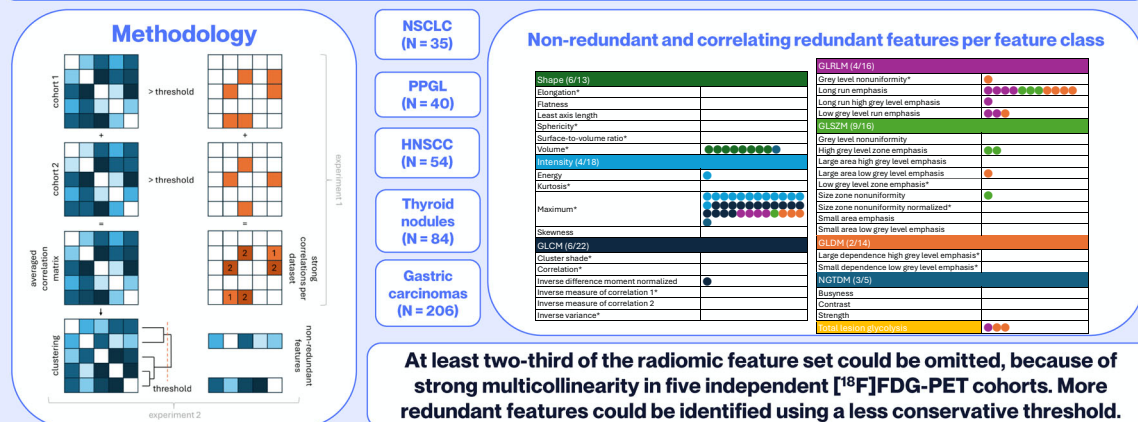 Methodology
cohort 1
> threshold
+
+
cohort 2
> threshold
=
=
experiment 1
averaged correlation matrix
2
1
2
2
1
2
strong correlations per dataset
clustering
threshold
non-redundant features
experiment 2
NSCLC
(N = 35)
PPGL
(N = 40)
HNSCC
(N = 54)
Thyroid
nodules
(N = 84)
Gastric
carcinomas
(N = 206)
Non-redundant and correlating redundant features per feature class
Shape (6/13)
Elongation*
Flatness
Least axis length
Sphericity*
Surface-to-volume ratio*
Volume*
Intensity (4/18)
Energy
Kurtosis*
Maximum*
Skewness
GLCM (6/22)
Cluster shade*
Correlation*
Inverse difference moment normalized
Inverse measure of correlation 1*
Inverse measure of correlation 2
Inverse variance*
GLRLM (4/16)
Grey level nonuniformity*
Long run emphasis
Long run high grey level emphasis
Low grey level run emphasis
GLSZM (9/16)
Grey level nonuniformity
High grey level zone emphasis
Large area high grey level emphasis
Large area low grey level emphasis
Low grey level zone emphasis*
Size zone nonuniformity
Size zone nonuniformity normalized*
Small area emphasis
Small area low grey level emphasis
GLDM (2/14)
Large dependence high grey level emphasis*
Small dependence low grey level emphasis*
NGTDM (3/5)
Busyness
Contrast
Strength
Total lesion glycolysis
At least two-third of the radiomic feature set could be omitted, because of
strong multicollinearity in five independent [¹⁸F]FDG-PET cohorts. More
redundant features could be identified using a less conservative threshold.